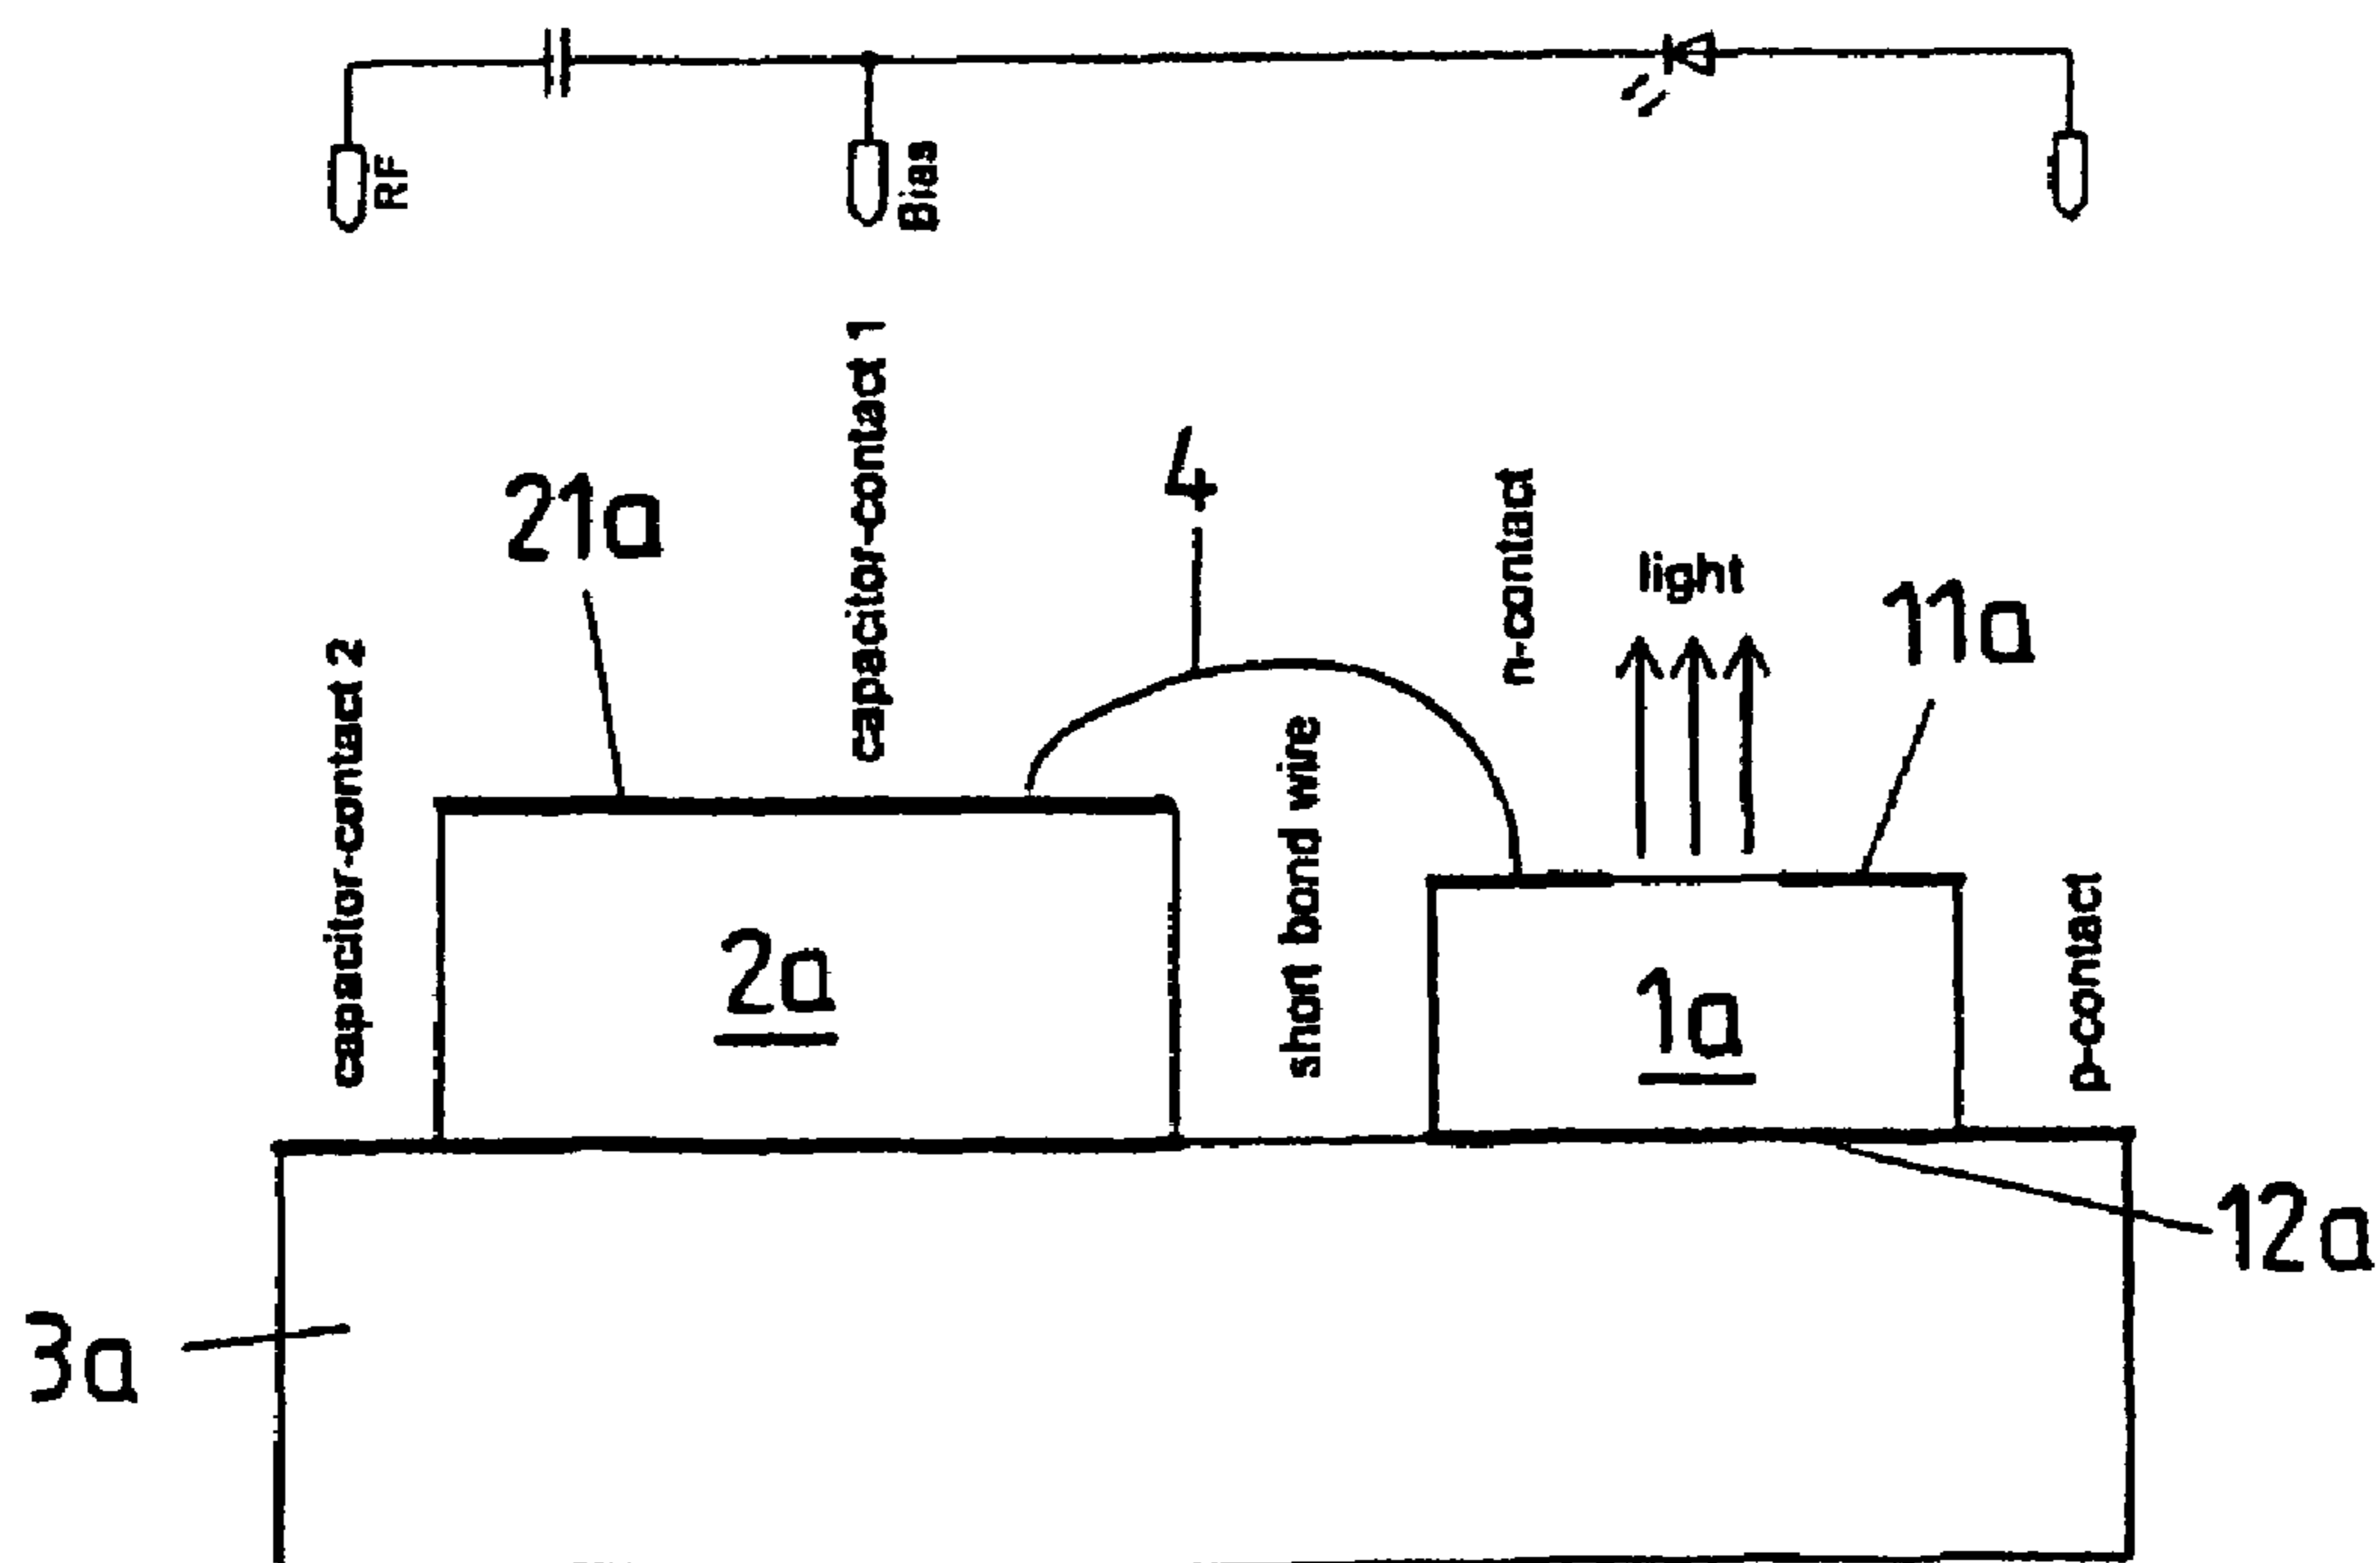 RF
Bias
capacitor-contact 1
4
21a
n-contact
light
11a
capacitor-contact 2
short bond wire
p-contact
2a
1a
12a
3a